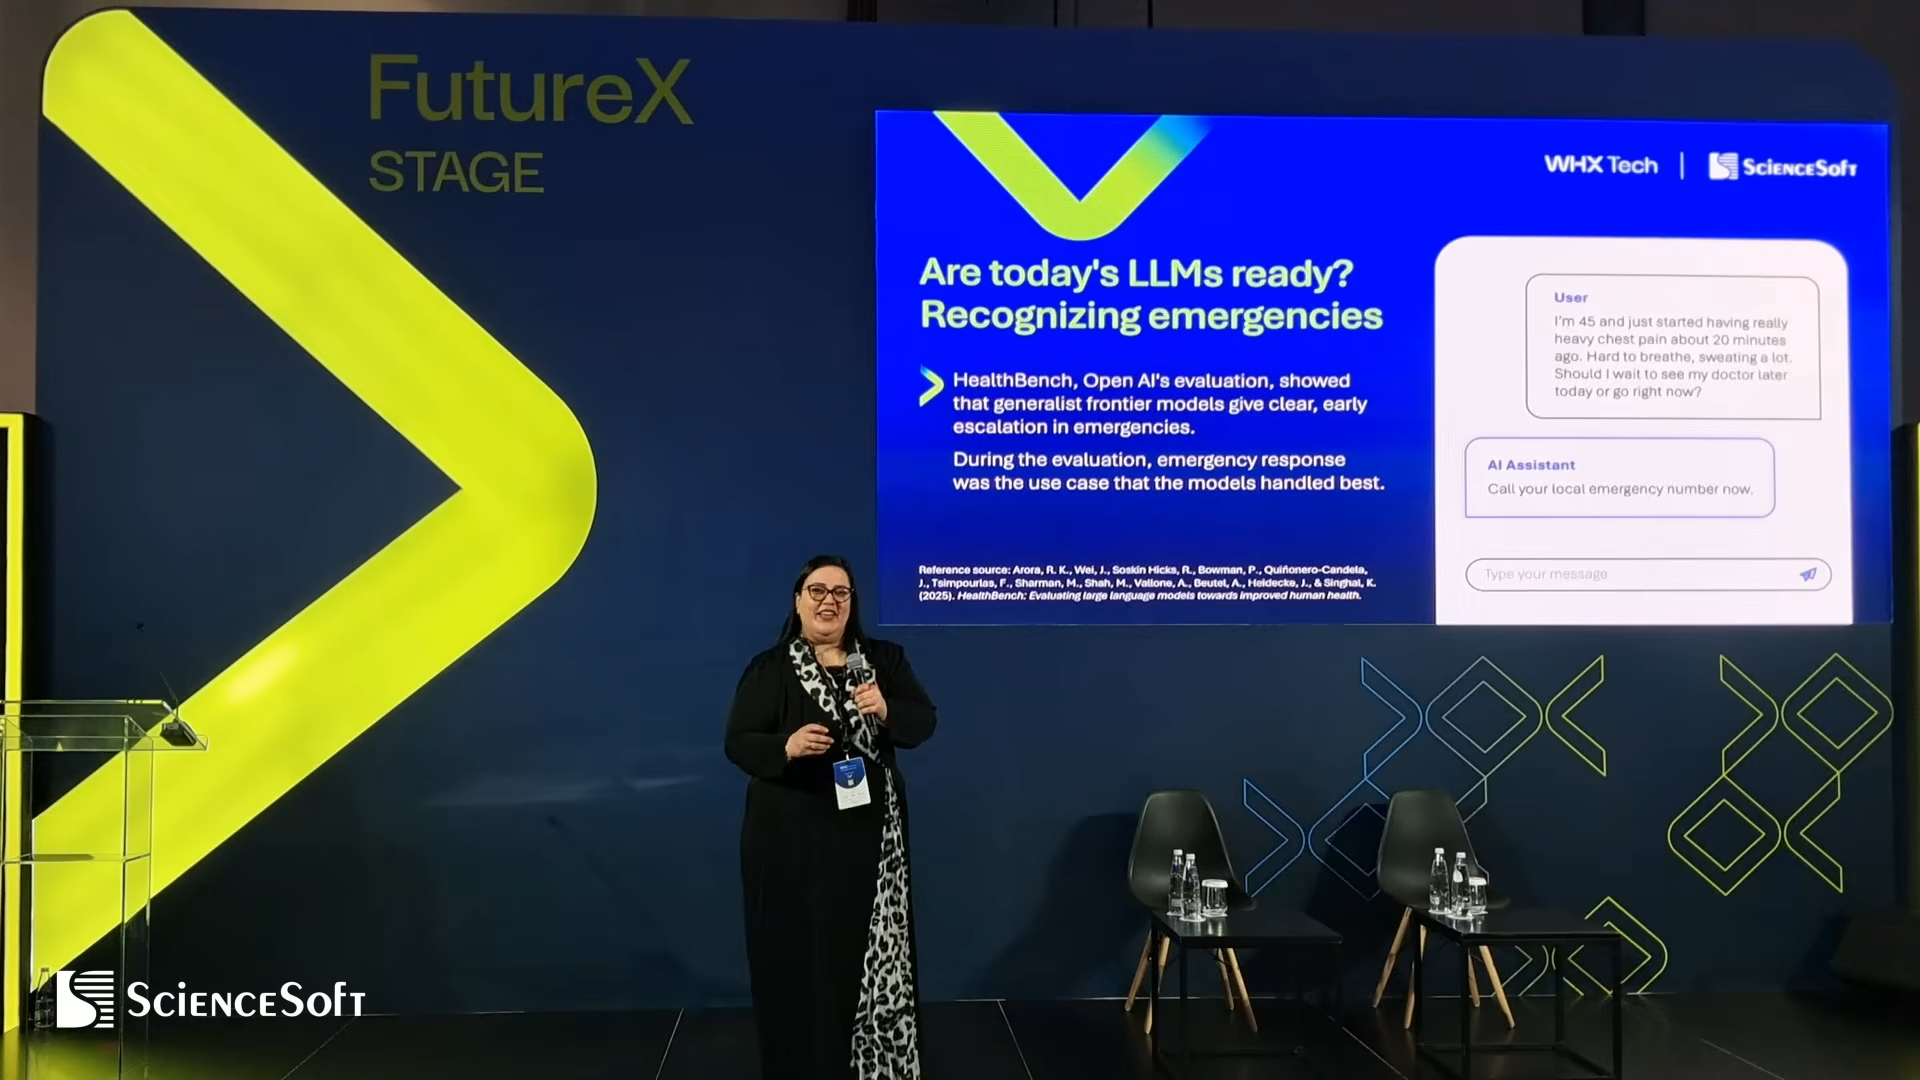 FutureX
STAGE
WHX Tech | ScienceSoft
Are today's LLMs ready?
Recognizing emergencies
HealthBench, Open AI's evaluation, showed
that generalist frontier models give clear, early
escalation in emergencies.
During the evaluation, emergency response
was the use case that the models handled best.
Reference source: Arora, R. K., Wei, J., Soskin Hicks, R., Bowman, P., Quiñonero-Candela,
J., Tsimpourlas, F., Sharman, M., Shah, M., Vallone, A., Beutel, A., Heidecke, J., & Singhal, K.
(2025). HealthBench: Evaluating large language models towards improved human health.
User
I'm 45 and just started having really
heavy chest pain about 20 minutes
ago. Hard to breathe, sweating a lot.
Should I wait to see my doctor later
today or go right now?
AI Assistant
Call your local emergency number now.
Type your message
ScienceSoft